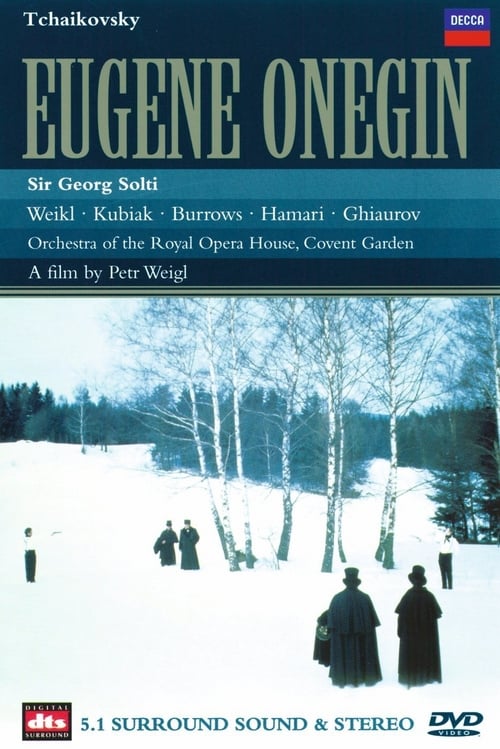 Tchaikovsky
DECCA
EUGENE ONEGIN
Sir Georg Solti
Weikl · Kubiak · Burrows · Hamari · Ghiaurov
Orchestra of the Royal Opera House, Covent Garden
A film by Petr Weigl
DIGITAL
dts
SURROUND
5.1 SURROUND SOUND & STEREO
DVD
VIDEO